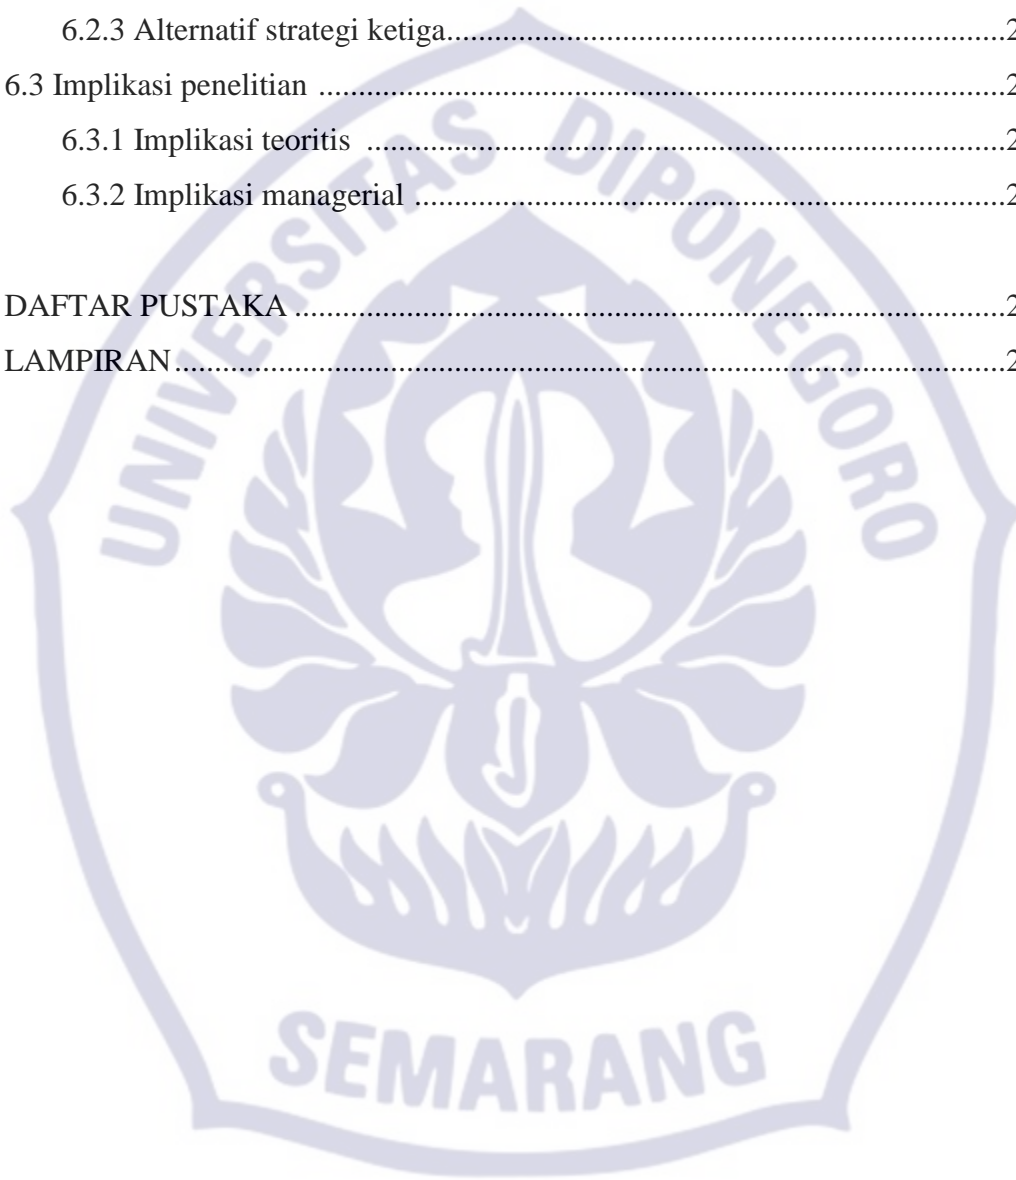 6.2.3 Alternatif strategi ketiga....................................................................2
6.3 Implikasi penelitian ....................................................................................2
6.3.1 Implikasi teoritis ..............................................................................2
6.3.2 Implikasi managerial ........................................................................2
DAFTAR PUSTAKA .......................................................................................2
LAMPIRAN.....................................................................................................2
UNIVERSITAS DIPONEGORO
SEMARANG